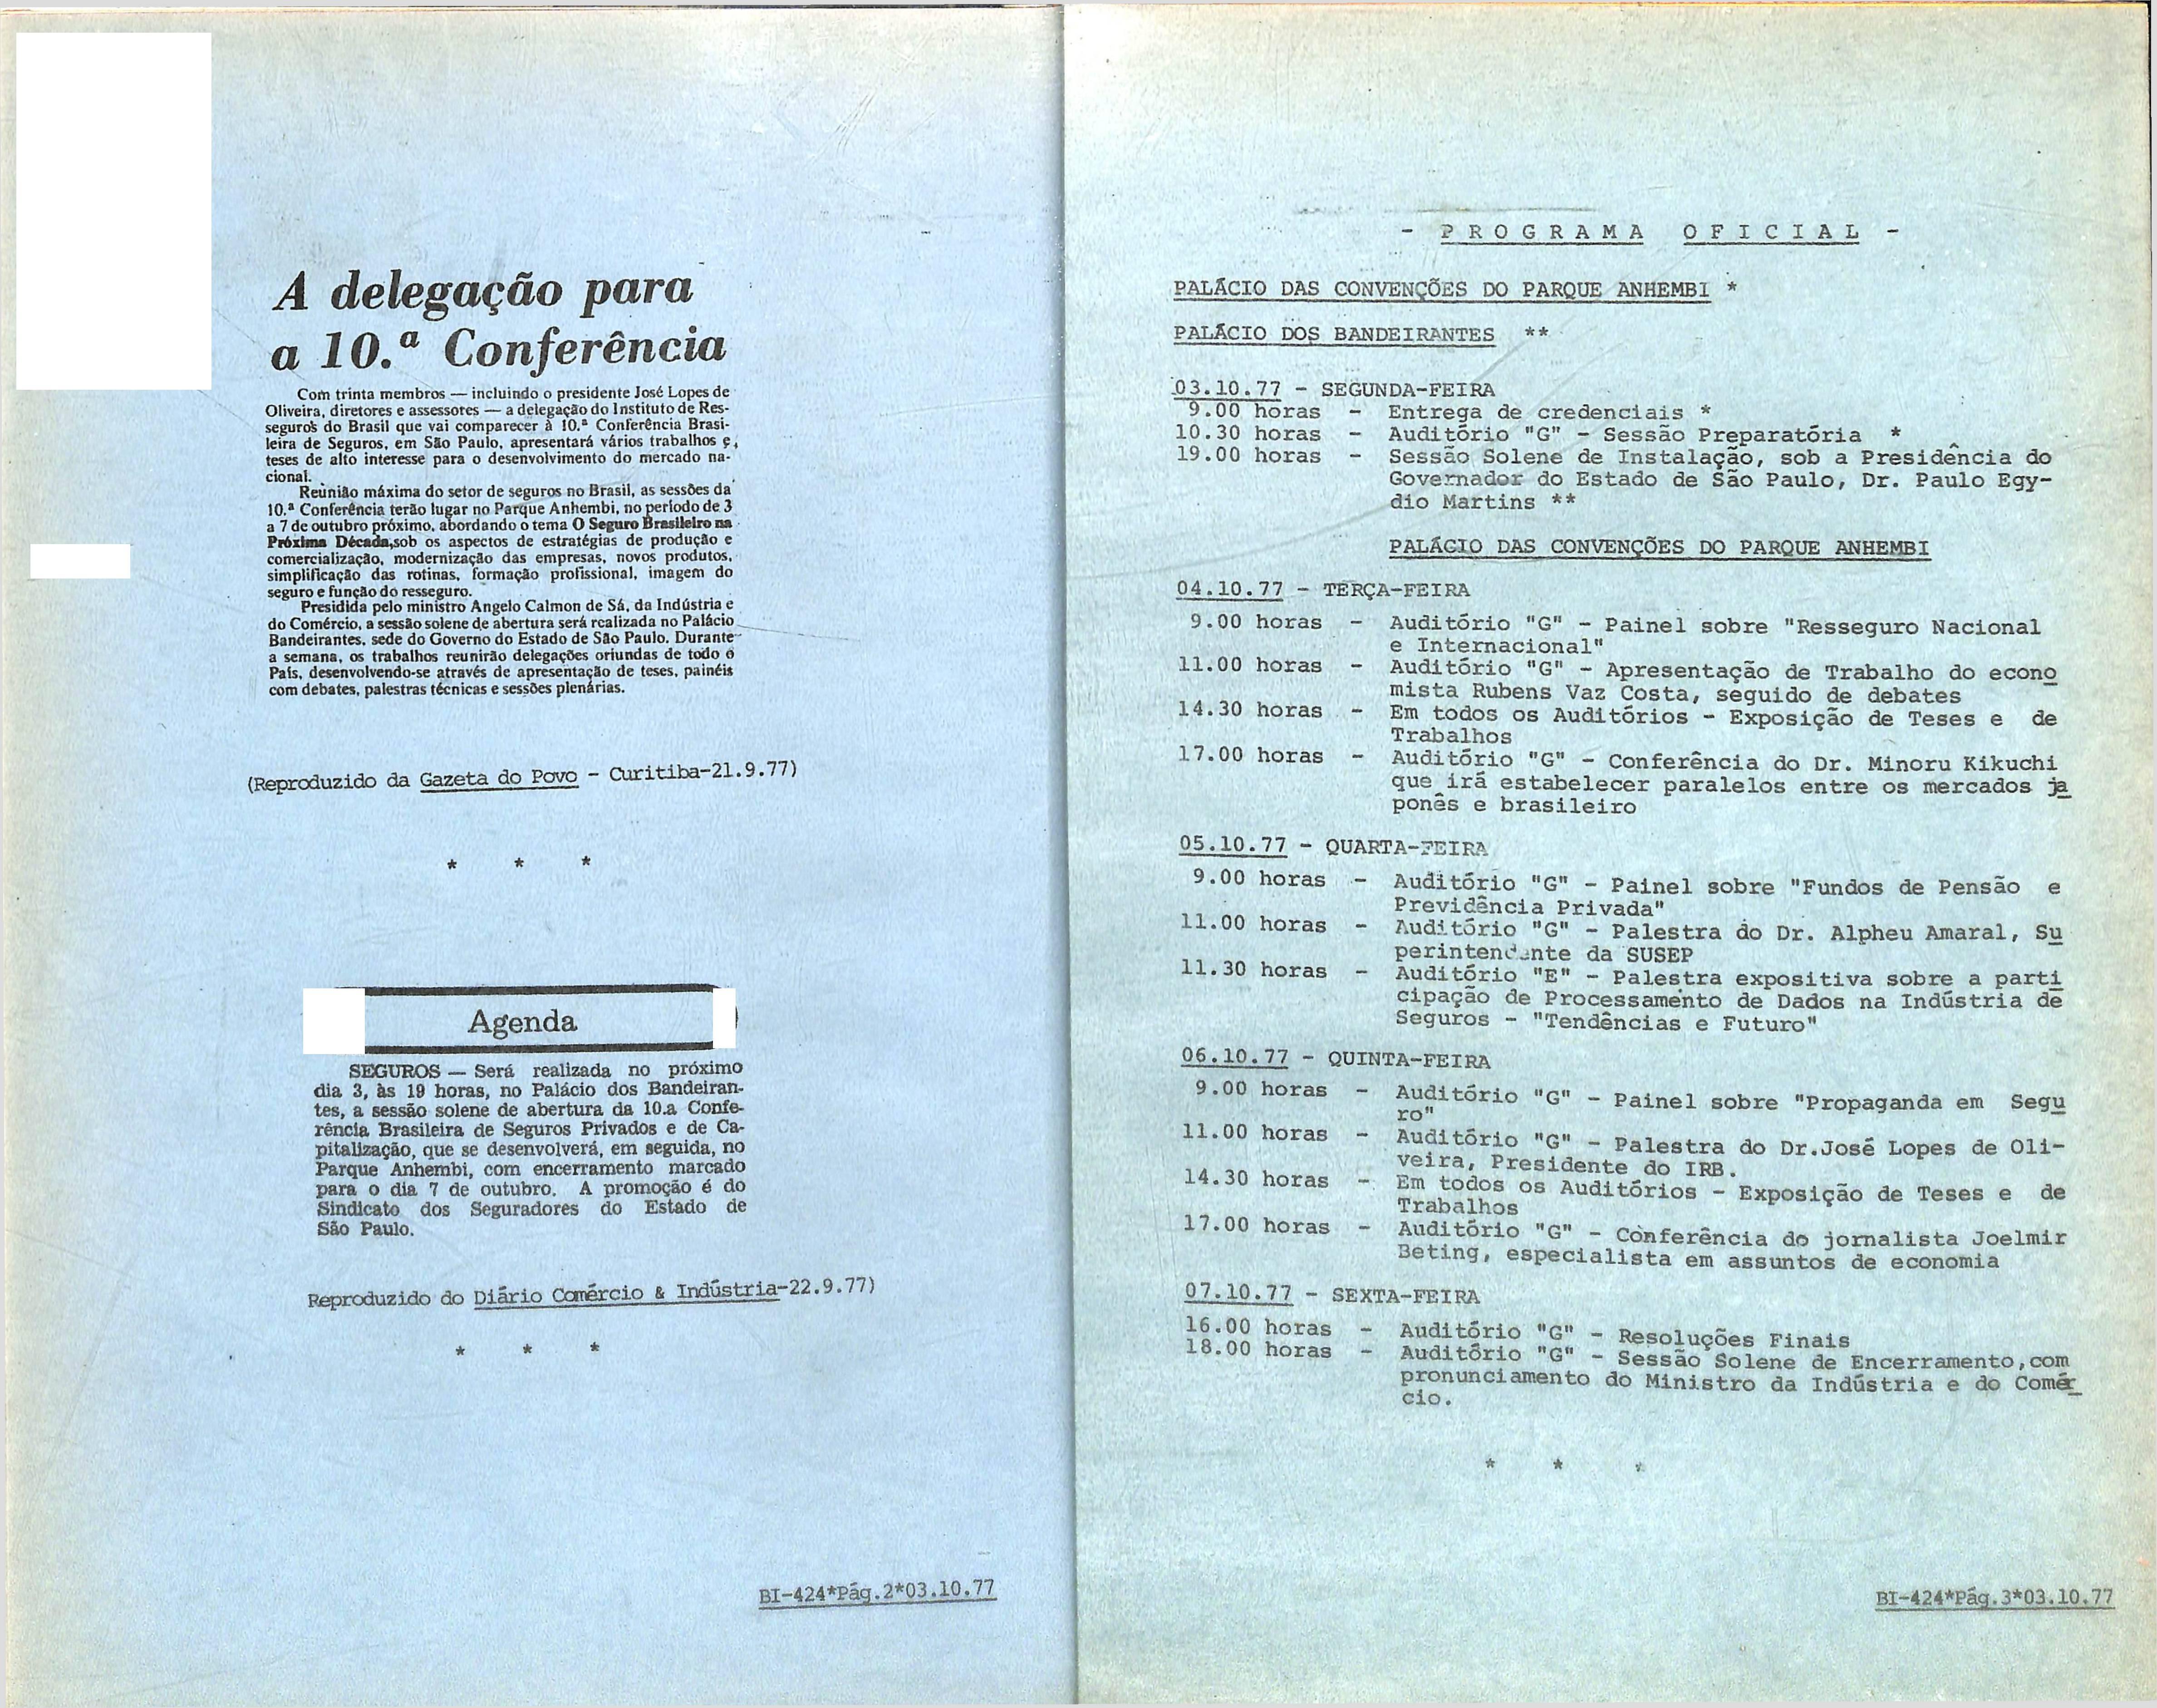 A delegação para
a 10.ª Conferência
Com trinta membros — incluindo o presidente José Lopes de
Oliveira, diretores e assessores — a delegação do Instituto de Res-
seguros do Brasil que vai comparecer à 10.ª Conferência Brasi-
leira de Seguros, em São Paulo, apresentará vários trabalhos e
teses de alto interesse para o desenvolvimento do mercado na-
cional.
Reunião máxima do setor de seguros no Brasil, as sessões da
10.ª Conferência terão lugar no Parque Anhembi, no período de 3
a 7 de outubro próximo, abordando o tema O Seguro Brasileiro na
Próxima Década, sob os aspectos de estratégias de produção e
comercialização, modernização das empresas, novos produtos,
simplificação das rotinas, formação profissional, imagem do
seguro e função do resseguro.
Presidida pelo ministro Angelo Calmon de Sá, da Indústria e
do Comércio, a sessão solene de abertura será realizada no Palácio
Bandeirantes, sede do Governo do Estado de São Paulo. Durante
a semana, os trabalhos reunirão delegações oriundas de todo o
País, desenvolvendo-se através de apresentação de teses, painéis
com debates, palestras técnicas e sessões plenárias.
(Reproduzido da Gazeta do Povo - Curitiba-21.9.77)
* * *
Agenda
SEGUROS — Será realizada no próximo
dia 3, às 19 horas, no Palácio dos Bandeiran-
tes, a sessão solene de abertura da 10.a Confe-
rência Brasileira de Seguros Privados e de Ca-
pitalização, que se desenvolverá, em seguida, no
Parque Anhembi, com encerramento marcado
para o dia 7 de outubro. A promoção é do
Sindicato dos Seguradores do Estado de
São Paulo.
Reproduzido do Diário Comércio & Indústria-22.9.77)
* * *
BI-424*Pág.2*03.10.77
- PROGRAMA OFICIAL -
PALÁCIO DAS CONVENÇÕES DO PARQUE ANHEMBI *
PALÁCIO DOS BANDEIRANTES **
03.10.77 - SEGUNDA-FEIRA
9.00 horas - Entrega de credenciais *
10.30 horas - Auditório "G" - Sessão Preparatória *
19.00 horas - Sessão Solene de Instalação, sob a Presidência do
Governador do Estado de São Paulo, Dr. Paulo Egy-
dio Martins **
PALÁCIO DAS CONVENÇÕES DO PARQUE ANHEMBI
04.10.77 - TERÇA-FEIRA
9.00 horas - Auditório "G" - Painel sobre "Resseguro Nacional
e Internacional"
11.00 horas - Auditório "G" - Apresentação de Trabalho do econo
mista Rubens Vaz Costa, seguido de debates
14.30 horas - Em todos os Auditórios - Exposição de Teses e de
Trabalhos
17.00 horas - Auditório "G" - Conferência do Dr. Minoru Kikuchi
que irá estabelecer paralelos entre os mercados ja
ponês e brasileiro
05.10.77 - QUARTA-FEIRA
9.00 horas - Auditório "G" - Painel sobre "Fundos de Pensão e
Previdência Privada"
11.00 horas - Auditório "G" - Palestra do Dr. Alpheu Amaral, Su
perintendente da SUSEP
11.30 horas - Auditório "E" - Palestra expositiva sobre a parti
cipação de Processamento de Dados na Indústria de
Seguros - "Tendências e Futuro"
06.10.77 - QUINTA-FEIRA
9.00 horas - Auditório "G" - Painel sobre "Propaganda em Segu
ro"
11.00 horas - Auditório "G" - Palestra do Dr.José Lopes de Oli-
veira, Presidente do IRB.
14.30 horas - Em todos os Auditórios - Exposição de Teses e de
Trabalhos
17.00 horas - Auditório "G" - Conferência do jornalista Joelmir
Beting, especialista em assuntos de economia
07.10.77 - SEXTA-FEIRA
16.00 horas - Auditório "G" - Resoluções Finais
18.00 horas - Auditório "G" - Sessão Solene de Encerramento,com
pronunciamento do Ministro da Indústria e do Comér
cio.
* * *
BI-424*Pág.3*03.10.77